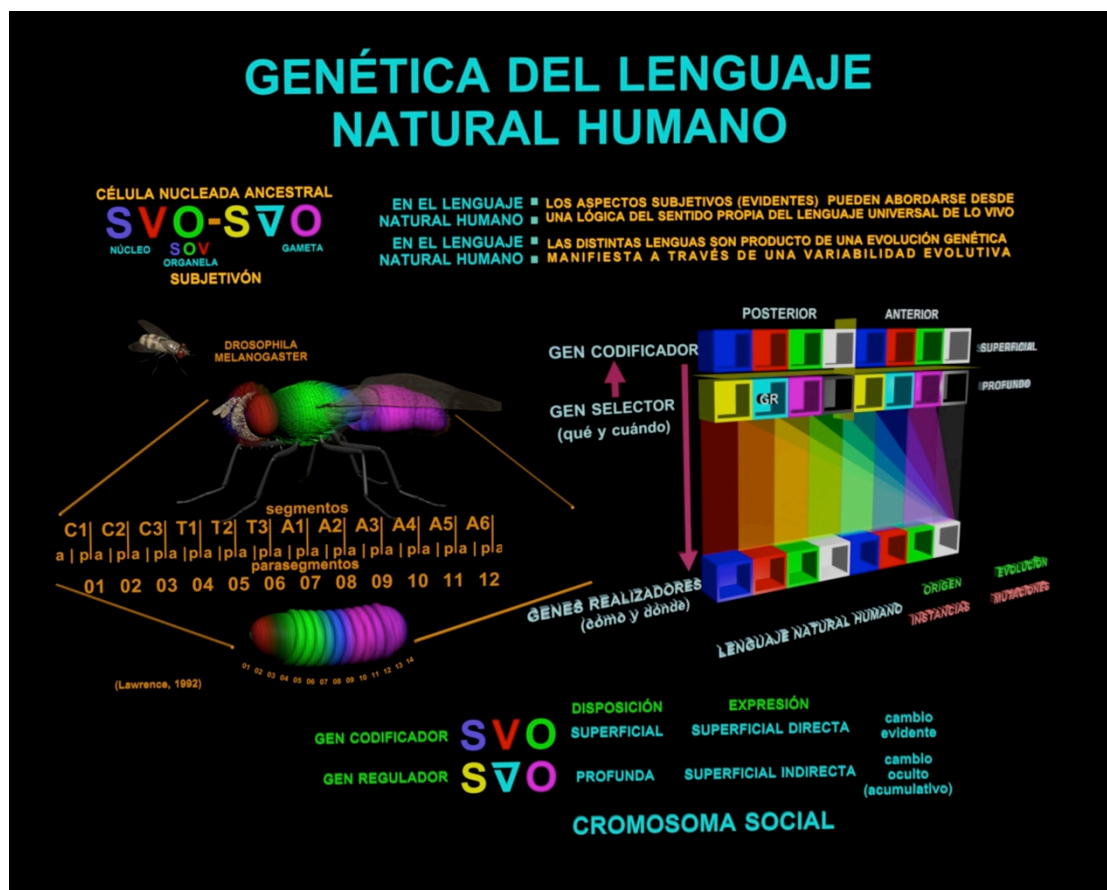 GENÉTICA DEL LENGUAJE
NATURAL HUMANO
CÉLULA NUCLEADA ANCESTRAL
SVO-S∇O
NÚCLEO
SOV
GAMETA
ORGANELA
SUBJETIVÓN
EN EL LENGUAJE
NATURAL HUMANO
LOS ASPECTOS SUBJETIVOS (EVIDENTES) PUEDEN ABORDARSE DESDE
UNA LÓGICA DEL SENTIDO PROPIA DEL LENGUAJE UNIVERSAL DE LO VIVO
EN EL LENGUAJE
NATURAL HUMANO
LAS DISTINTAS LENGUAS SON PRODUCTO DE UNA EVOLUCIÓN GENÉTICA
MANIFIESTA A TRAVÉS DE UNA VARIABILIDAD EVOLUTIVA
DROSOPHILA
MELANOGASTER
segmentos
C1| C2| C3| T1| T2| T3| A1| A2| A3| A4| A5| A6|
a | p|a | p|a | p|a | p|a | p|a | p|a | p|a | p|a | p|a | p|a | p|a
parasegmentos
01 02 03 04 05 06 07 08 09 10 11 12
01 02 03 04 05 06 07 08 09 10 11 12 13 14
(Lawrence, 1992)
POSTERIOR
ANTERIOR
GEN CODIFICADOR
SUPERFICIAL
GEN SELECTOR
(qué y cuándo)
GR
PROFUNDO
GENES REALIZADORES
(cómo y dónde)
LENGUAJE NATURAL HUMANO
ORIGEN
EVOLUCIÓN
INSTANCIAS
MUTACIONES
DISPOSICIÓN
EXPRESIÓN
GEN CODIFICADOR
SVO
SUPERFICIAL
SUPERFICIAL DIRECTA
cambio
evidente
GEN REGULADOR
S∇O
PROFUNDA
SUPERFICIAL INDIRECTA
cambio
oculto
(acumulativo)
CROMOSOMA SOCIAL